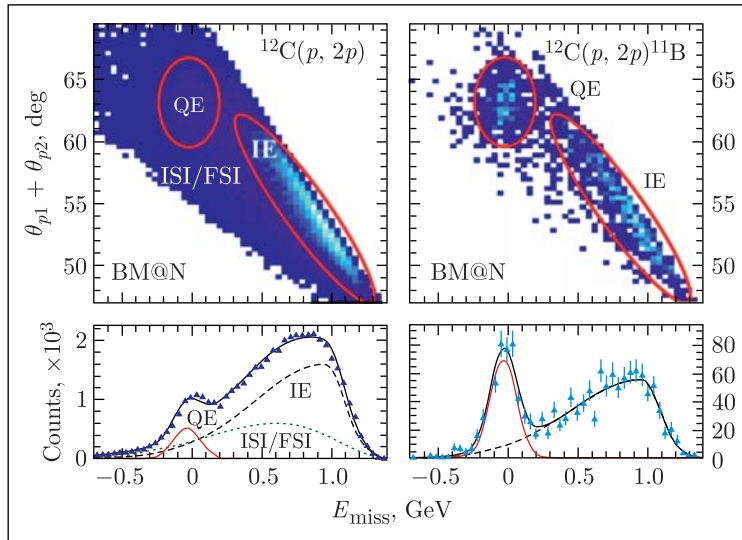 ¹²C(p, 2p)
¹²C(p, 2p)¹¹B
65
60
55
50
θp1 + θp2, deg
QE
IE
ISI/FSI
BM@N
QE
IE
BM@N
65
60
55
50
Counts, ×10³
2
1
0
QE
IE
ISI/FSI
80
60
40
20
0
−0.5
0
0.5
1.0
−0.5
0
0.5
1.0
Emiss, GeV